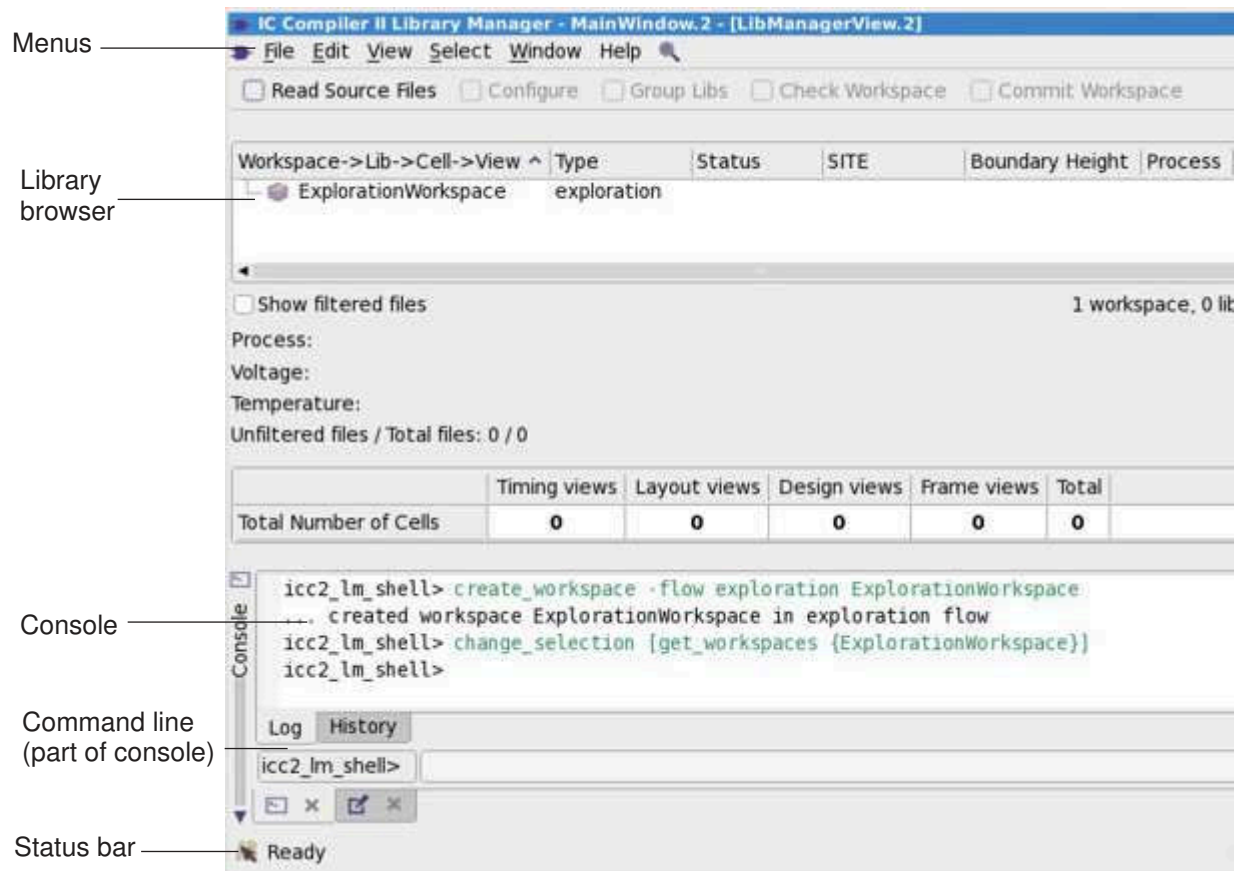 IC Compiler II Library Manager - MainWindow.2 - [LibManagerView.2]
Menus
File Edit View Select Window Help
Read Source Files Configure Group Libs Check Workspace Commit Workspace
Workspace->Lib->Cell->View Type Status SITE Boundary Height Process
Library
browser
ExplorationWorkspace exploration
Show filtered files 1 workspace, 0 lib
Process:
Voltage:
Temperature:
Unfiltered files / Total files: 0 / 0
Timing views Layout views Design views Frame views Total
Total Number of Cells 0 0 0 0 0
Console
Console
icc2_lm_shell> create_workspace -flow exploration ExplorationWorkspace
... created workspace ExplorationWorkspace in exploration flow
icc2_lm_shell> change_selection [get_workspaces {ExplorationWorkspace}]
icc2_lm_shell>
Command line
(part of console)
Log History
icc2_lm_shell>
Status bar
Ready